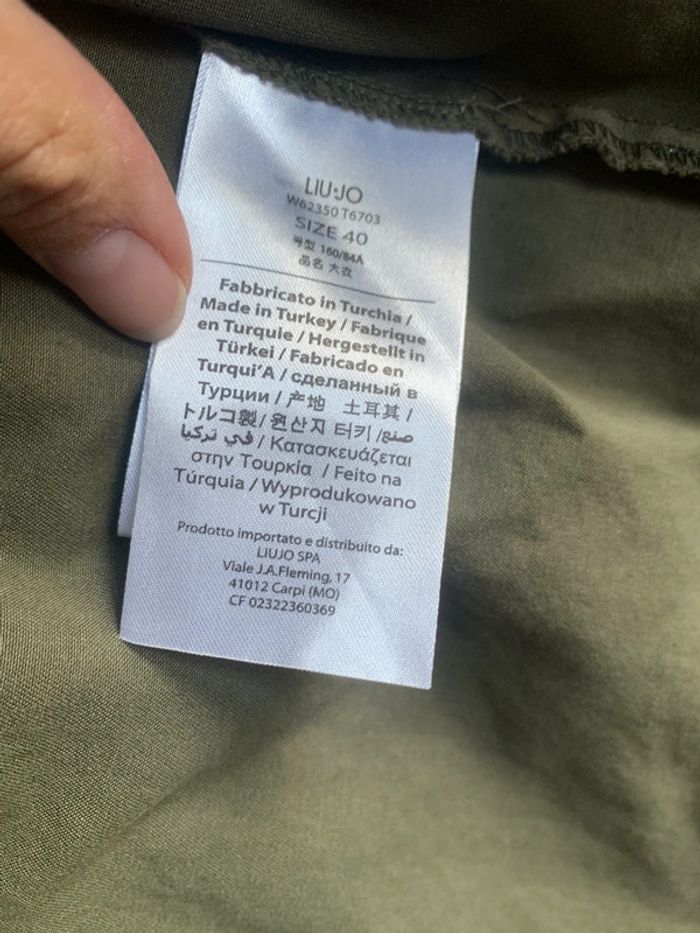 LIU·JO
W62350 T6703
SIZE 40
号型 160/84A
品名 大衣
Fabbricato in Turchia /
Made in Turkey / Fabrique
en Turquie / Hergestellt in
Türkei / Fabricado en
Turqui'A / сделанный в
Турции / 产地 土耳其 /
トルコ製 / 원산지 터키 / صنع
في تركيا / Κατασκευάζεται
στην Τουρκία / Feito na
Túrquia / Wyprodukowano
w Turcji
Prodotto importato e distribuito da:
LIUJO SPA
Viale J.A.Fleming, 17
41012 Carpi (MO)
CF 02322360369